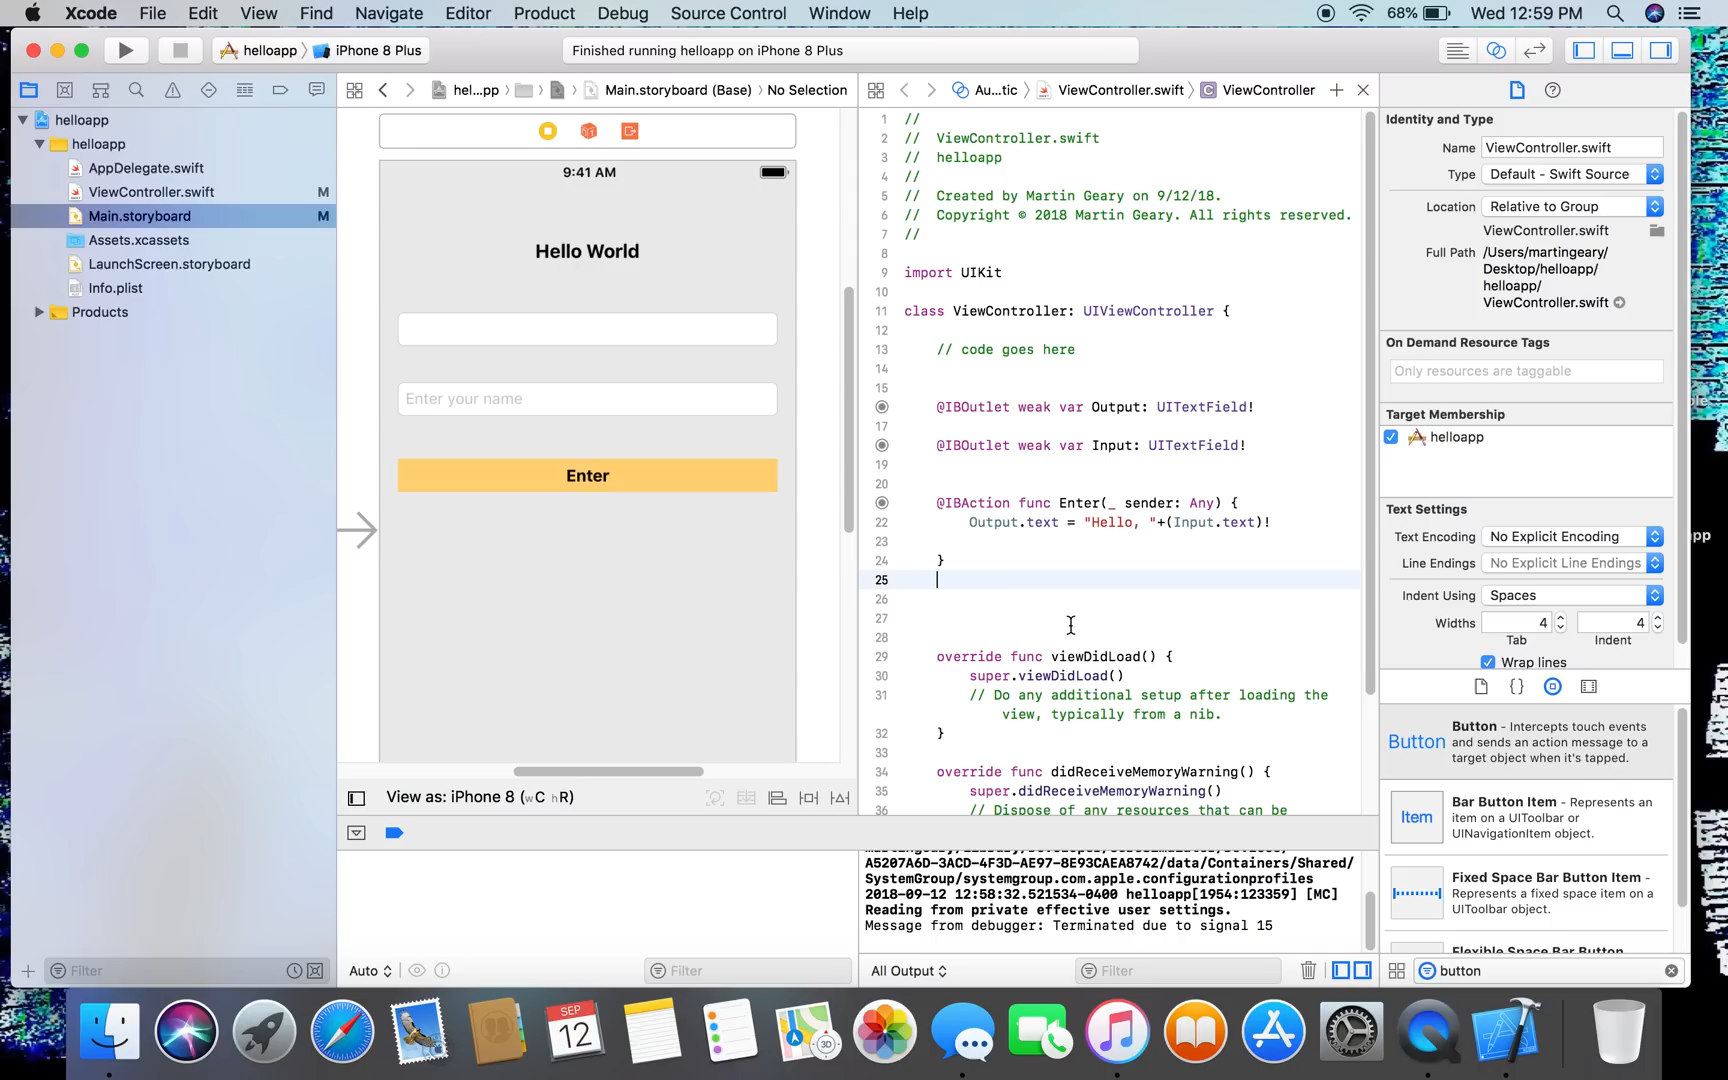 Xcode File Edit View Find Navigate Editor Product Debug Source Control Window Help 68% Wed 12:59 PM
helloapp iPhone 8 Plus Finished running helloapp on iPhone 8 Plus
hel...pp Main.storyboard (Base) No Selection
Au...tic ViewController.swift ViewController
helloapp
helloapp
AppDelegate.swift
ViewController.swift M
Main.storyboard M
Assets.xcassets
LaunchScreen.storyboard
Info.plist
Products
Filter
9:41 AM
Hello World
Enter your name
Enter
View as: iPhone 8 (wC hR)
1 //
2 // ViewController.swift
3 // helloapp
4 //
5 // Created by Martin Geary on 9/12/18.
6 // Copyright © 2018 Martin Geary. All rights reserved.
7 //
8
9 import UIKit
10
11 class ViewController: UIViewController {
12
13 // code goes here
14
15
@IBOutlet weak var Output: UITextField!
17
@IBOutlet weak var Input: UITextField!
19
20
@IBAction func Enter(_ sender: Any) {
22 Output.text = "Hello, "+(Input.text)!
23
24 }
25
26
27
28
29 override func viewDidLoad() {
30 super.viewDidLoad()
31 // Do any additional setup after loading the
view, typically from a nib.
32 }
33
34 override func didReceiveMemoryWarning() {
35 super.didReceiveMemoryWarning()
36 // Dispose of any resources that can be
A5207A6D-3ACD-4F3D-AE97-8E93CAEA8742/data/Containers/Shared/
SystemGroup/systemgroup.com.apple.configurationprofiles
2018-09-12 12:58:32.521534-0400 helloapp[1954:123359] [MC]
Reading from private effective user settings.
Message from debugger: Terminated due to signal 15
Auto Filter
All Output Filter
Identity and Type
Name ViewController.swift
Type Default - Swift Source
Location Relative to Group
ViewController.swift
Full Path /Users/martingeary/
Desktop/helloapp/
helloapp/
ViewController.swift
On Demand Resource Tags
Only resources are taggable
Target Membership
helloapp
Text Settings
Text Encoding No Explicit Encoding
Line Endings No Explicit Line Endings
Indent Using Spaces
Widths 4 4
Tab Indent
Wrap lines
Button
Button - Intercepts touch events
and sends an action message to a
target object when it's tapped.
Item
Bar Button Item - Represents an
item on a UIToolbar or
UINavigationItem object.
Fixed Space Bar Button Item -
Represents a fixed space item on a
UIToolbar object.
Flexible Space Bar Button
button
app
SEP
12
3D